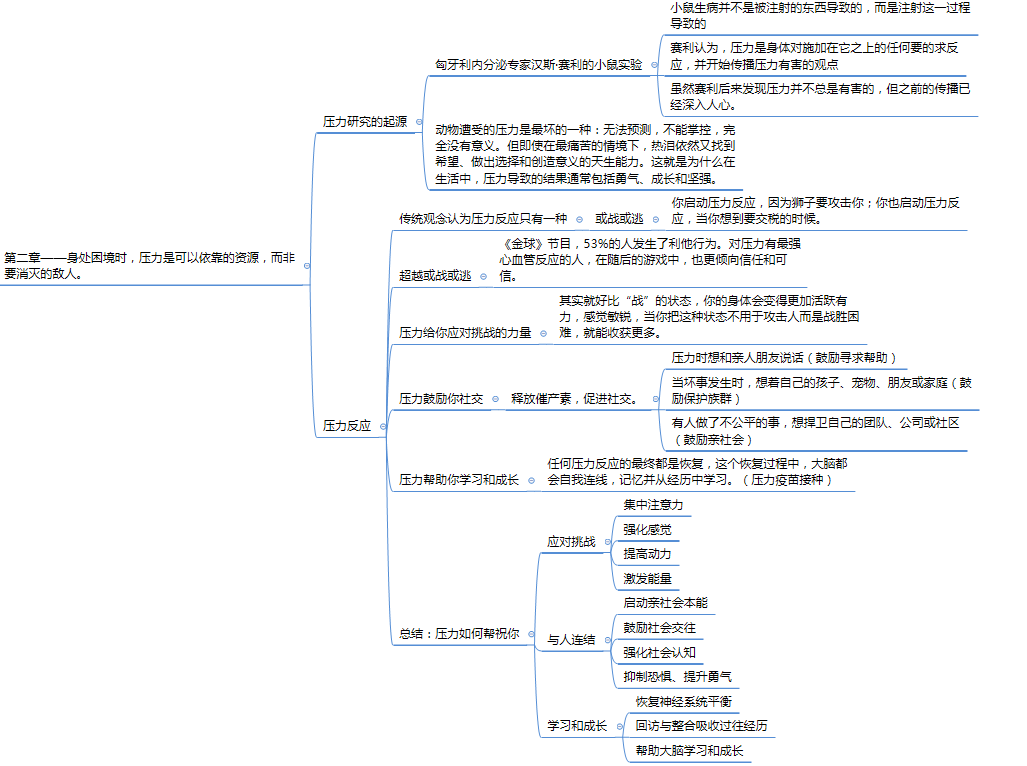 第二章——身处困境时，压力是可以依靠的资源，而非
要消灭的敌人。
压力研究的起源
匈牙利内分泌专家汉斯·赛利的小鼠实验
小鼠生病并不是被注射的东西导致的，而是注射这一过程
导致的
赛利认为，压力是身体对施加在它之上的任何要的求反
应，并开始传播压力有害的观点
虽然赛利后来发现压力并不总是有害的，但之前的传播已
经深入人心。
动物遭受的压力是最坏的一种：无法预测，不能掌控，完
全没有意义。但即使在最痛苦的情境下，热泪依然又找到
希望、做出选择和创造意义的天生能力。这就是为什么在
生活中，压力导致的结果通常包括勇气、成长和坚强。
压力反应
传统观念认为压力反应只有一种
或战或逃
你启动压力反应，因为狮子要攻击你；你也启动压力反
应，当你想到要交税的时候。
超越或战或逃
《金球》节目，53%的人发生了利他行为。对压力有最强
心血管反应的人，在随后的游戏中，也更倾向信任和可
信。
压力给你应对挑战的力量
其实就好比“战”的状态，你的身体会变得更加活跃有
力，感觉敏锐，当你把这种状态不用于攻击人而是战胜困
难，就能收获更多。
压力鼓励你社交
释放催产素，促进社交。
压力时想和亲人朋友说话（鼓励寻求帮助）
当坏事发生时，想着自己的孩子、宠物、朋友或家庭（鼓
励保护族群）
有人做了不公平的事，想捍卫自己的团队、公司或社区
（鼓励亲社会）
压力帮助你学习和成长
任何压力反应的最终都是恢复，这个恢复过程中，大脑都
会自我连线，记忆并从经历中学习。（压力疫苗接种）
总结：压力如何帮祝你
应对挑战
集中注意力
强化感觉
提高动力
激发能量
与人连结
启动亲社会本能
鼓励社会交往
强化社会认知
抑制恐惧、提升勇气
学习和成长
恢复神经系统平衡
回访与整合吸收过往经历
帮助大脑学习和成长